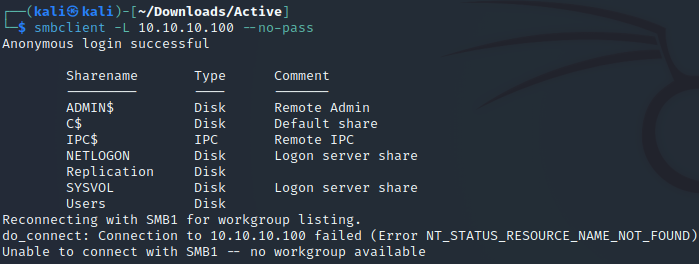 ┌──(kali㉿kali)-[~/Downloads/Active]
└─$ smbclient -L 10.10.10.100 --no-pass
Anonymous login successful
Sharename Type Comment
--------- ---- -------
ADMIN$ Disk Remote Admin
C$ Disk Default share
IPC$ IPC Remote IPC
NETLOGON Disk Logon server share
Replication Disk
SYSVOL Disk Logon server share
Users Disk
Reconnecting with SMB1 for workgroup listing.
do_connect: Connection to 10.10.10.100 failed (Error NT_STATUS_RESOURCE_NAME_NOT_FOUND)
Unable to connect with SMB1 -- no workgroup available